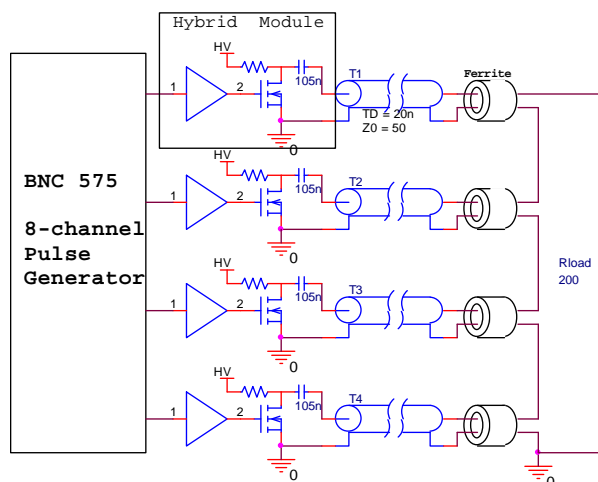 Hybrid Module
HV
1
2
105n
T1
TD = 20n
Z0 = 50
Ferrite
0
HV
1
2
105n
T2
0
BNC 575
8-channel
Pulse
Generator
Rload
200
HV
1
2
105n
T3
0
HV
1
2
105n
T4
0
0